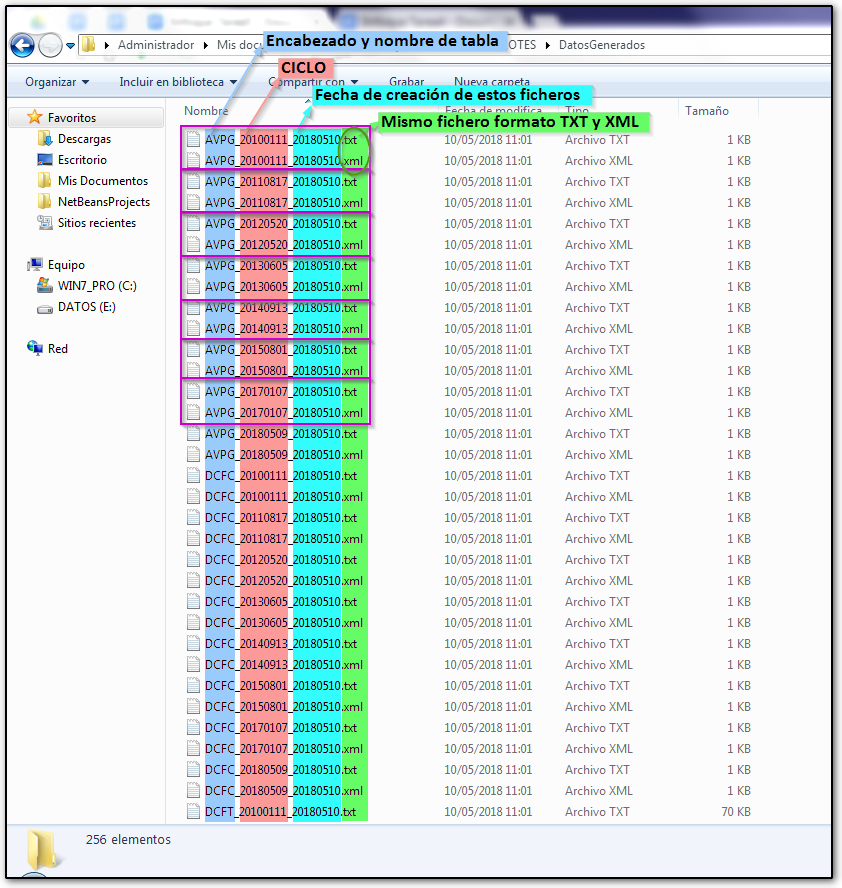 Administrador ▸ Mis docu OTES ▸ DatosGenerados
Encabezado y nombre de tabla
CICLO
Organizar Incluir en biblioteca Compartir con Grabar Nueva carpeta
Fecha de creación de estos ficheros
Nombre Fecha de modifica... Tipo Tamaño
Mismo fichero formato TXT y XML
Favoritos
Descargas
Escritorio
Mis Documentos
NetBeansProjects
Sitios recientes
Equipo
WIN7_PRO (C:)
DATOS (E:)
Red
AVPG_20100111_20180510.txt 10/05/2018 11:01 Archivo TXT 1 KB
AVPG_20100111_20180510.xml 10/05/2018 11:01 Archivo XML 1 KB
AVPG_20110817_20180510.txt 10/05/2018 11:01 Archivo TXT 1 KB
AVPG_20110817_20180510.xml 10/05/2018 11:01 Archivo XML 1 KB
AVPG_20120520_20180510.txt 10/05/2018 11:01 Archivo TXT 1 KB
AVPG_20120520_20180510.xml 10/05/2018 11:01 Archivo XML 1 KB
AVPG_20130605_20180510.txt 10/05/2018 11:01 Archivo TXT 1 KB
AVPG_20130605_20180510.xml 10/05/2018 11:01 Archivo XML 1 KB
AVPG_20140913_20180510.txt 10/05/2018 11:01 Archivo TXT 1 KB
AVPG_20140913_20180510.xml 10/05/2018 11:01 Archivo XML 1 KB
AVPG_20150801_20180510.txt 10/05/2018 11:01 Archivo TXT 1 KB
AVPG_20150801_20180510.xml 10/05/2018 11:01 Archivo XML 1 KB
AVPG_20170107_20180510.txt 10/05/2018 11:01 Archivo TXT 1 KB
AVPG_20170107_20180510.xml 10/05/2018 11:01 Archivo XML 1 KB
AVPG_20180509_20180510.txt 10/05/2018 11:01 Archivo TXT 1 KB
AVPG_20180509_20180510.xml 10/05/2018 11:01 Archivo XML 1 KB
DCFC_20100111_20180510.txt 10/05/2018 11:01 Archivo TXT 1 KB
DCFC_20100111_20180510.xml 10/05/2018 11:01 Archivo XML 1 KB
DCFC_20110817_20180510.txt 10/05/2018 11:01 Archivo TXT 1 KB
DCFC_20110817_20180510.xml 10/05/2018 11:01 Archivo XML 1 KB
DCFC_20120520_20180510.txt 10/05/2018 11:01 Archivo TXT 1 KB
DCFC_20120520_20180510.xml 10/05/2018 11:01 Archivo XML 1 KB
DCFC_20130605_20180510.txt 10/05/2018 11:01 Archivo TXT 1 KB
DCFC_20130605_20180510.xml 10/05/2018 11:01 Archivo XML 1 KB
DCFC_20140913_20180510.txt 10/05/2018 11:01 Archivo TXT 1 KB
DCFC_20140913_20180510.xml 10/05/2018 11:01 Archivo XML 1 KB
DCFC_20150801_20180510.txt 10/05/2018 11:01 Archivo TXT 1 KB
DCFC_20150801_20180510.xml 10/05/2018 11:01 Archivo XML 1 KB
DCFC_20170107_20180510.txt 10/05/2018 11:01 Archivo TXT 1 KB
DCFC_20170107_20180510.xml 10/05/2018 11:01 Archivo XML 1 KB
DCFC_20180509_20180510.txt 10/05/2018 11:01 Archivo TXT 1 KB
DCFC_20180509_20180510.xml 10/05/2018 11:01 Archivo XML 1 KB
DCFT_20100111_20180510.txt 10/05/2018 11:01 Archivo TXT 70 KB
256 elementos